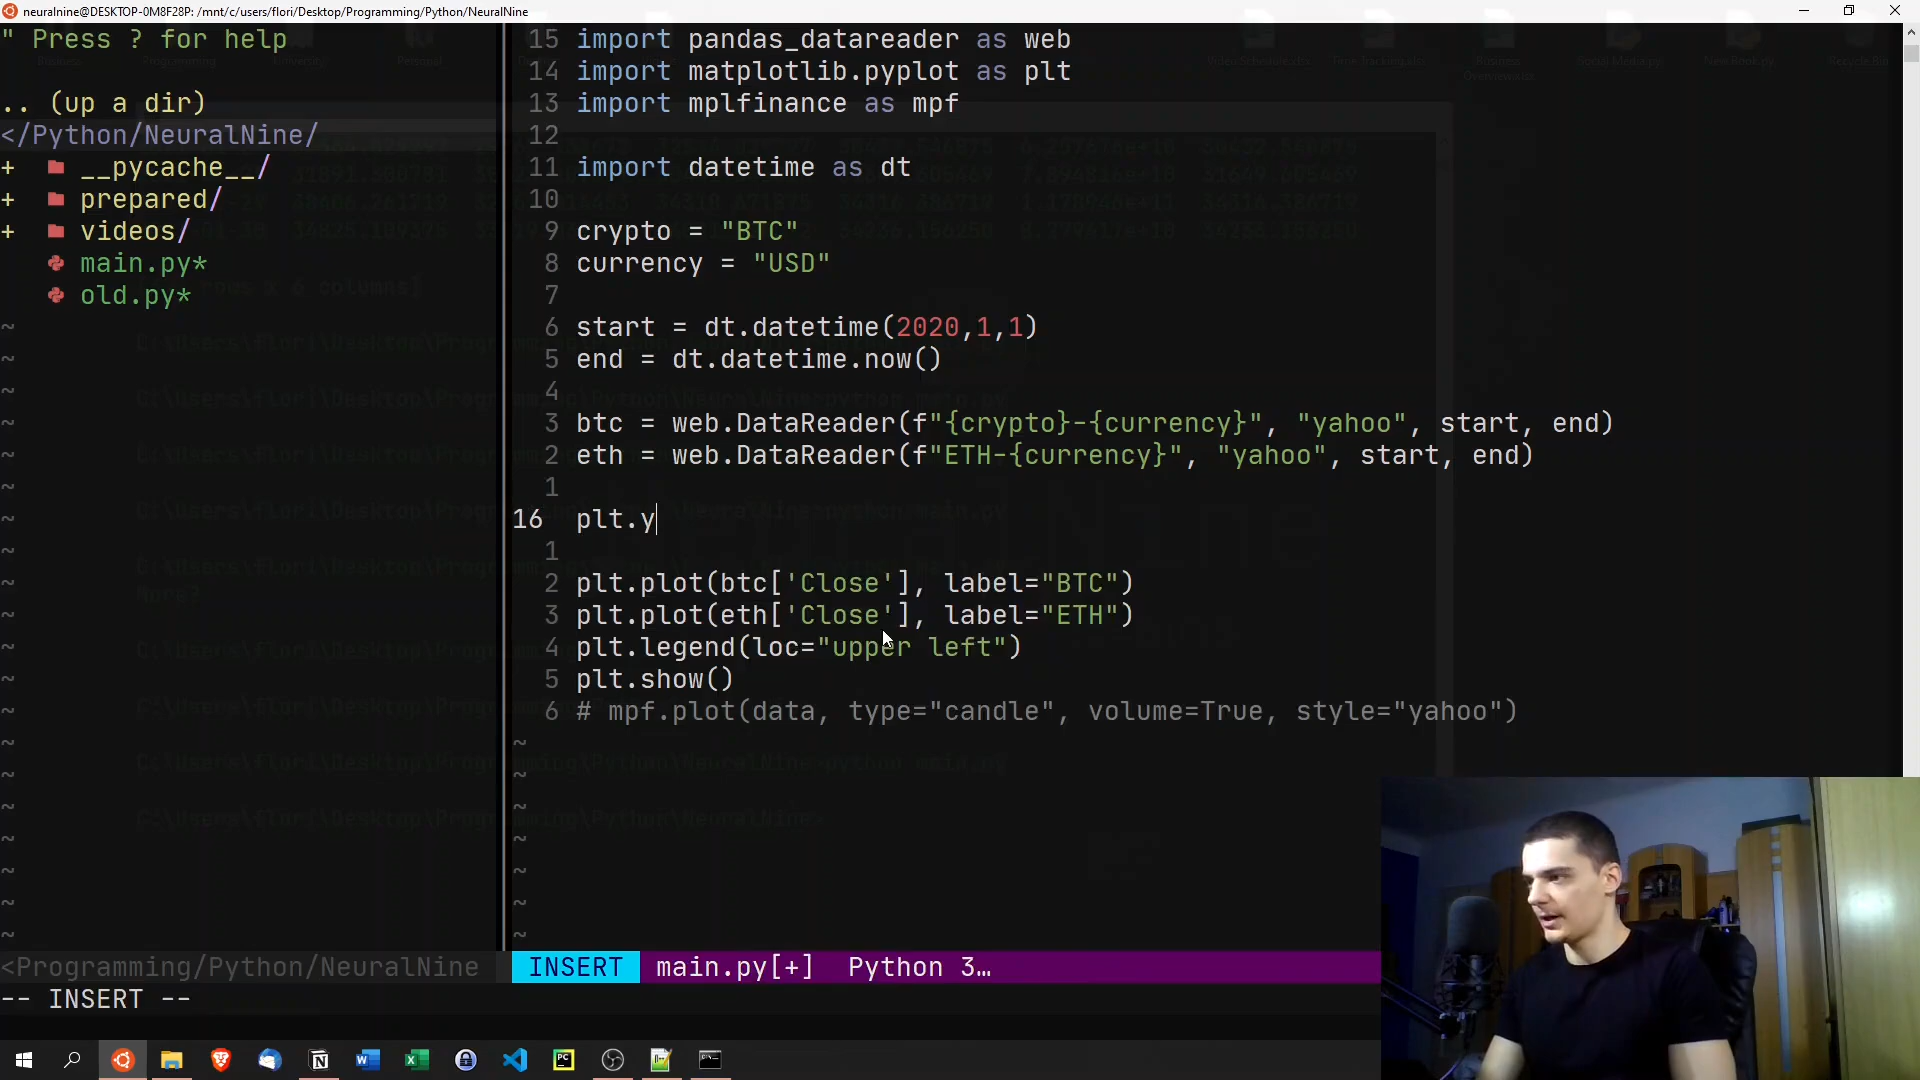 neuralnine@DESKTOP-0M8F28P: /mnt/c/users/flori/Desktop/Programming/Python/NeuralNine
" Press ? for help
.. (up a dir)
</Python/NeuralNine/
+ __pycache__/
+ prepared/
+ videos/
main.py*
old.py*
15 import pandas_datareader as web
14 import matplotlib.pyplot as plt
13 import mplfinance as mpf
12
11 import datetime as dt
10
9 crypto = "BTC"
8 currency = "USD"
7
6 start = dt.datetime(2020,1,1)
5 end = dt.datetime.now()
4
3 btc = web.DataReader(f"{crypto}-{currency}", "yahoo", start, end)
2 eth = web.DataReader(f"ETH-{currency}", "yahoo", start, end)
1
16 plt.y
1
2 plt.plot(btc['Close'], label="BTC")
3 plt.plot(eth['Close'], label="ETH")
4 plt.legend(loc="upper left")
5 plt.show()
6 # mpf.plot(data, type="candle", volume=True, style="yahoo")
<Programming/Python/NeuralNine
INSERT main.py[+] Python 3…
-- INSERT --